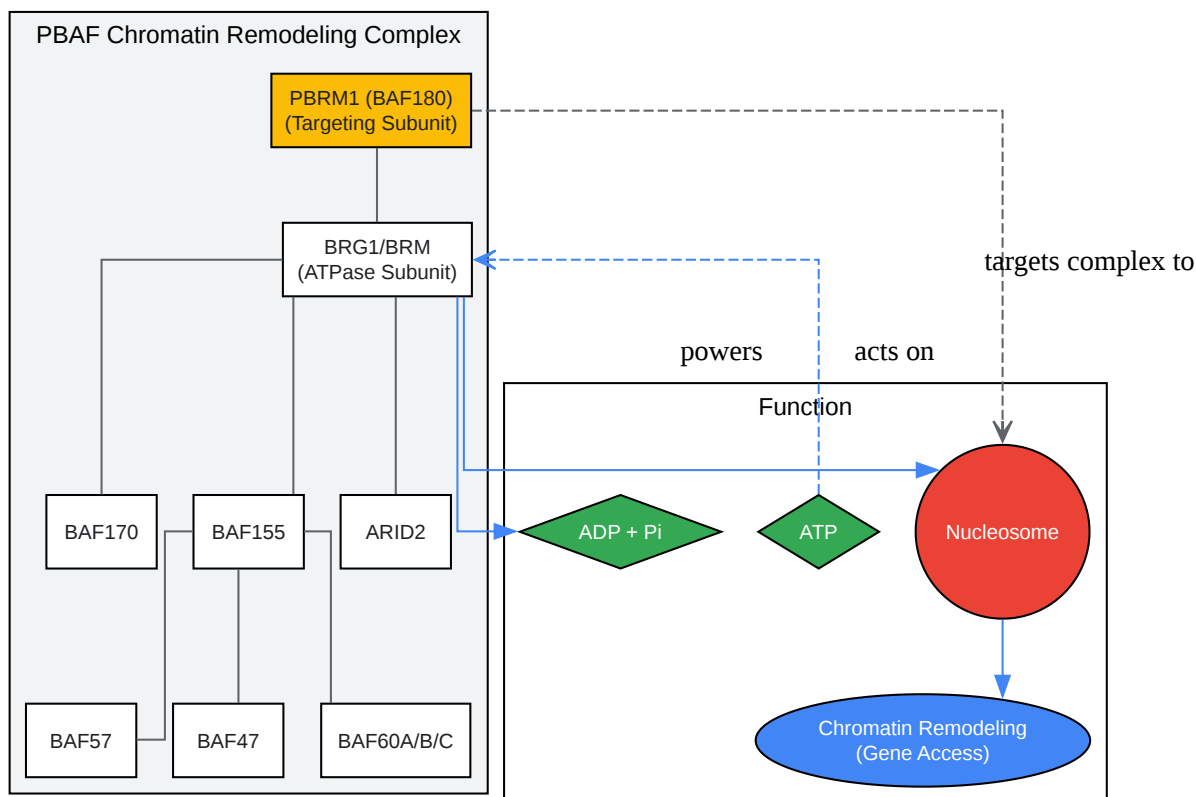 PBAF Chromatin Remodeling Complex
PBRM1 (BAF180)
(Targeting Subunit)
BRG1/BRM
(ATPase Subunit)
targets complex to
powers
acts on
Function
BAF170
BAF155
ARID2
ADP + Pi
ATP
Nucleosome
BAF57
BAF47
BAF60A/B/C
Chromatin Remodeling
(Gene Access)